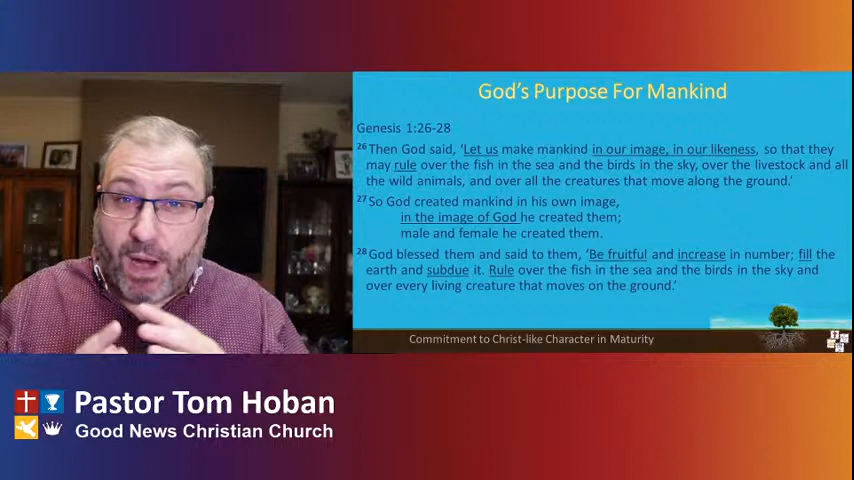 God's Purpose For Mankind
Genesis 1:26-28
26 Then God said, 'Let us make mankind in our image, in our likeness, so that they
may rule over the fish in the sea and the birds in the sky, over the livestock and all
the wild animals, and over all the creatures that move along the ground.'
27 So God created mankind in his own image,
in the image of God he created them;
male and female he created them.
28 God blessed them and said to them, 'Be fruitful and increase in number; fill the
earth and subdue it. Rule over the fish in the sea and the birds in the sky and
over every living creature that moves on the ground.'
Commitment to Christ-like Character in Maturity
Pastor Tom Hoban
Good News Christian Church